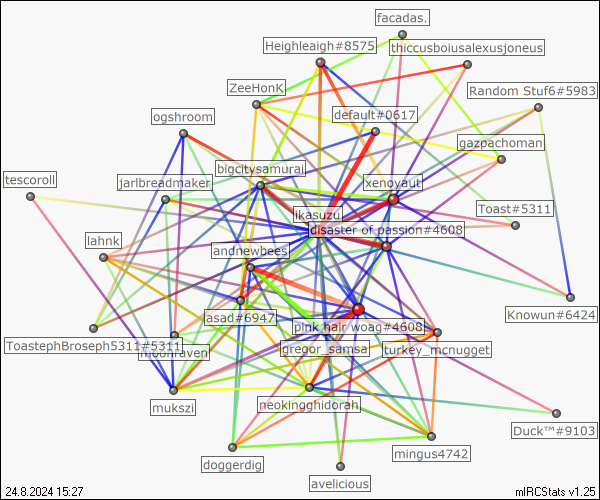 facadas.
Heighleaigh#8575
thiccusboiusalexusjoneus
ZeeHonK
Random Stuf6#5983
ogshroom
default#0617
gazpachoman
bigcitysamurai
tescoroll
jarlbreadmaker
xenoyaut
ikasuzu
Toast#5311
disaster of passion#4608
lahnk
andnewbees
asad#6947
Knowun#6424
pink hair woag#4608
ToastephBroseph5311#5311
moonraven
gregor_samsa
turkey_mcnugget
mukszi
neokingghidorah
Duck™#9103
mingus4742
doggerdig
avelicious
24.8.2024 15:27
mIRCStats v1.25